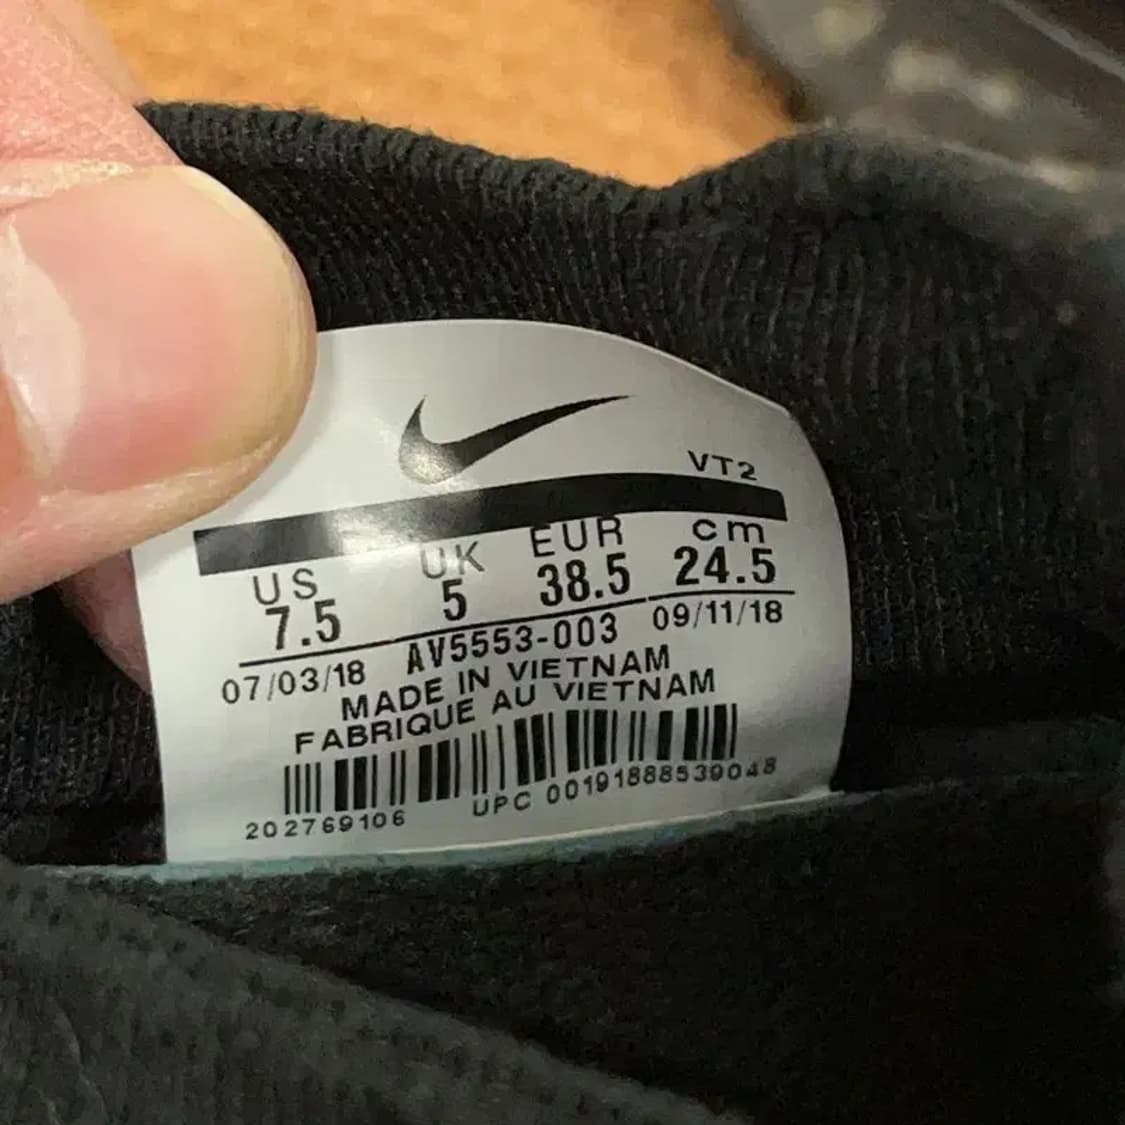 VT2
US UK EUR cm
7.5 5 38.5 24.5
07/03/18 AV5553-003 09/11/18
MADE IN VIETNAM
FABRIQUE AU VIETNAM
202769106 UPC 00191888539048